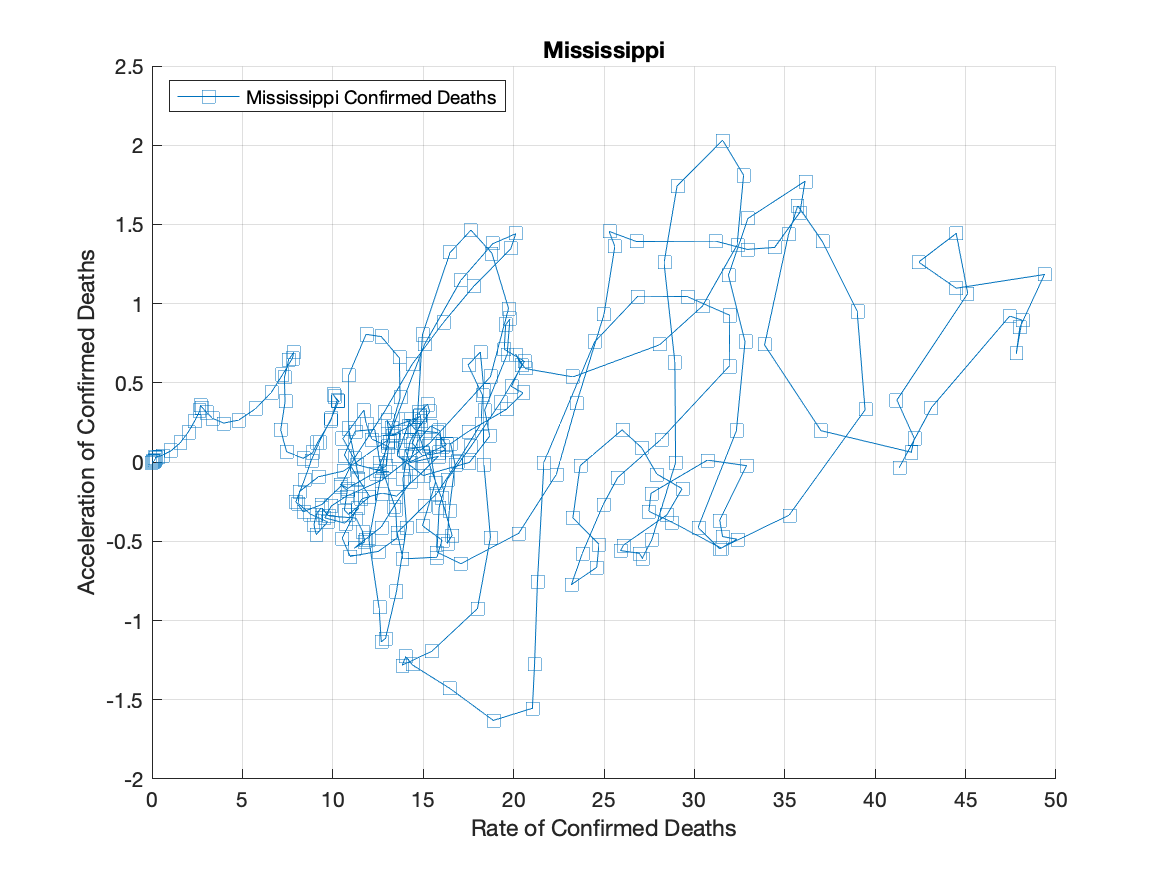 Mississippi
2.5
Mississippi Confirmed Deaths
2
1.5
1
0.5
0
-0.5
-1
-1.5
-2
Acceleration of Confirmed Deaths
0 5 10 15 20 25 30 35 40 45 50
Rate of Confirmed Deaths